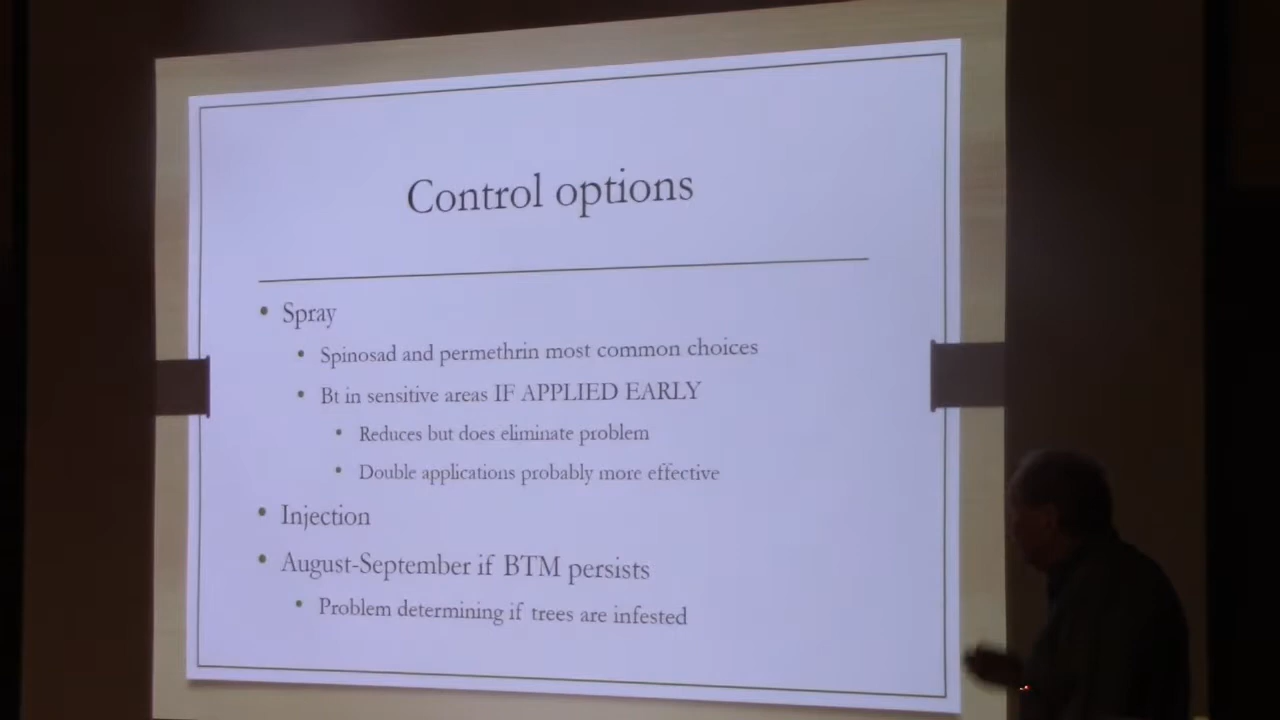 Control options
• Spray
• Spinosad and permethrin most common choices
• Bt in sensitive areas IF APPLIED EARLY
• Reduces but does eliminate problem
• Double applications probably more effective
• Injection
• August-September if BTM persists
• Problem determining if trees are infested